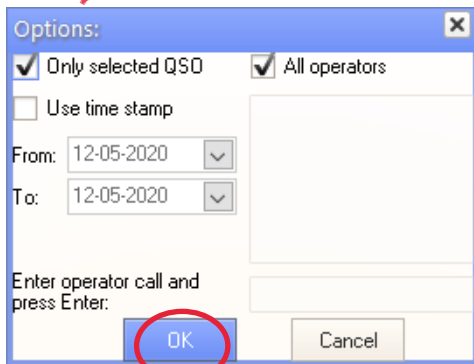 Options:
Only selected QSO
All operators
Use time stamp
From: 12-05-2020
To: 12-05-2020
Enter operator call and
press Enter:
OK
Cancel